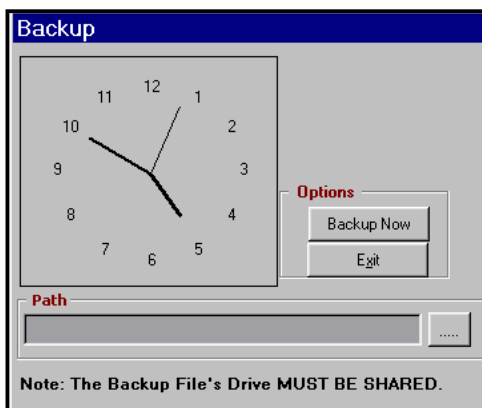 Backup
12
11
1
10
2
9
3
8
4
7
5
6
Options
Backup Now
Exit
Path
.....
Note: The Backup File's Drive MUST BE SHARED.